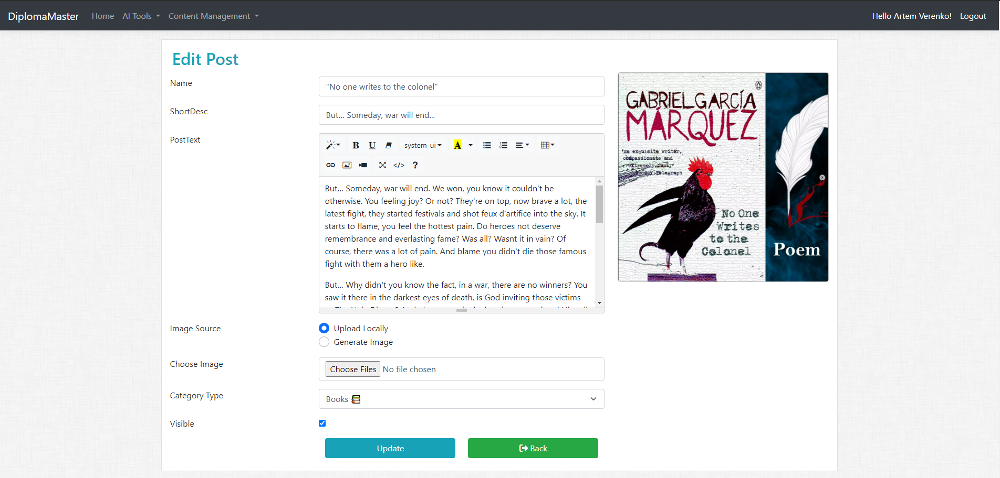 DiplomaMaster Home AI Tools Content Management Hello Artem Verenko! Logout
Edit Post
Name
"No one writes to the colonel"
ShortDesc
But... Someday, war will end...
PostText
B U system-ui A
</> ?
But... Someday, war will end. We won, you know it couldn't be
otherwise. You feeling joy? Or not? They're on top, now brave a lot, the
latest fight, they started festivals and shot feux d'artifice into the sky. It
starts to flame, you feel the hottest pain. Do heroes not deserve
remembrance and everlasting fame? Was all? Wasnt it in vain? Of
course, there was a lot of pain. And blame you didn't die those famous
fight with them a hero like.
But... Why didn't you know the fact, in a war, there are no winners? You
saw it there in the darkest eyes of death, is God inviting those victims
Image Source
Upload Locally
Generate Image
Choose Image
Choose Files No file chosen
Category Type
Books
Visible
Update
Back
GABRIEL GARCÍA
MÁRQUEZ
'An exquisite writer,
compassionate and
extremely funny'
Sunday Telegraph
No One
Writes
to the
Colonel
Poem